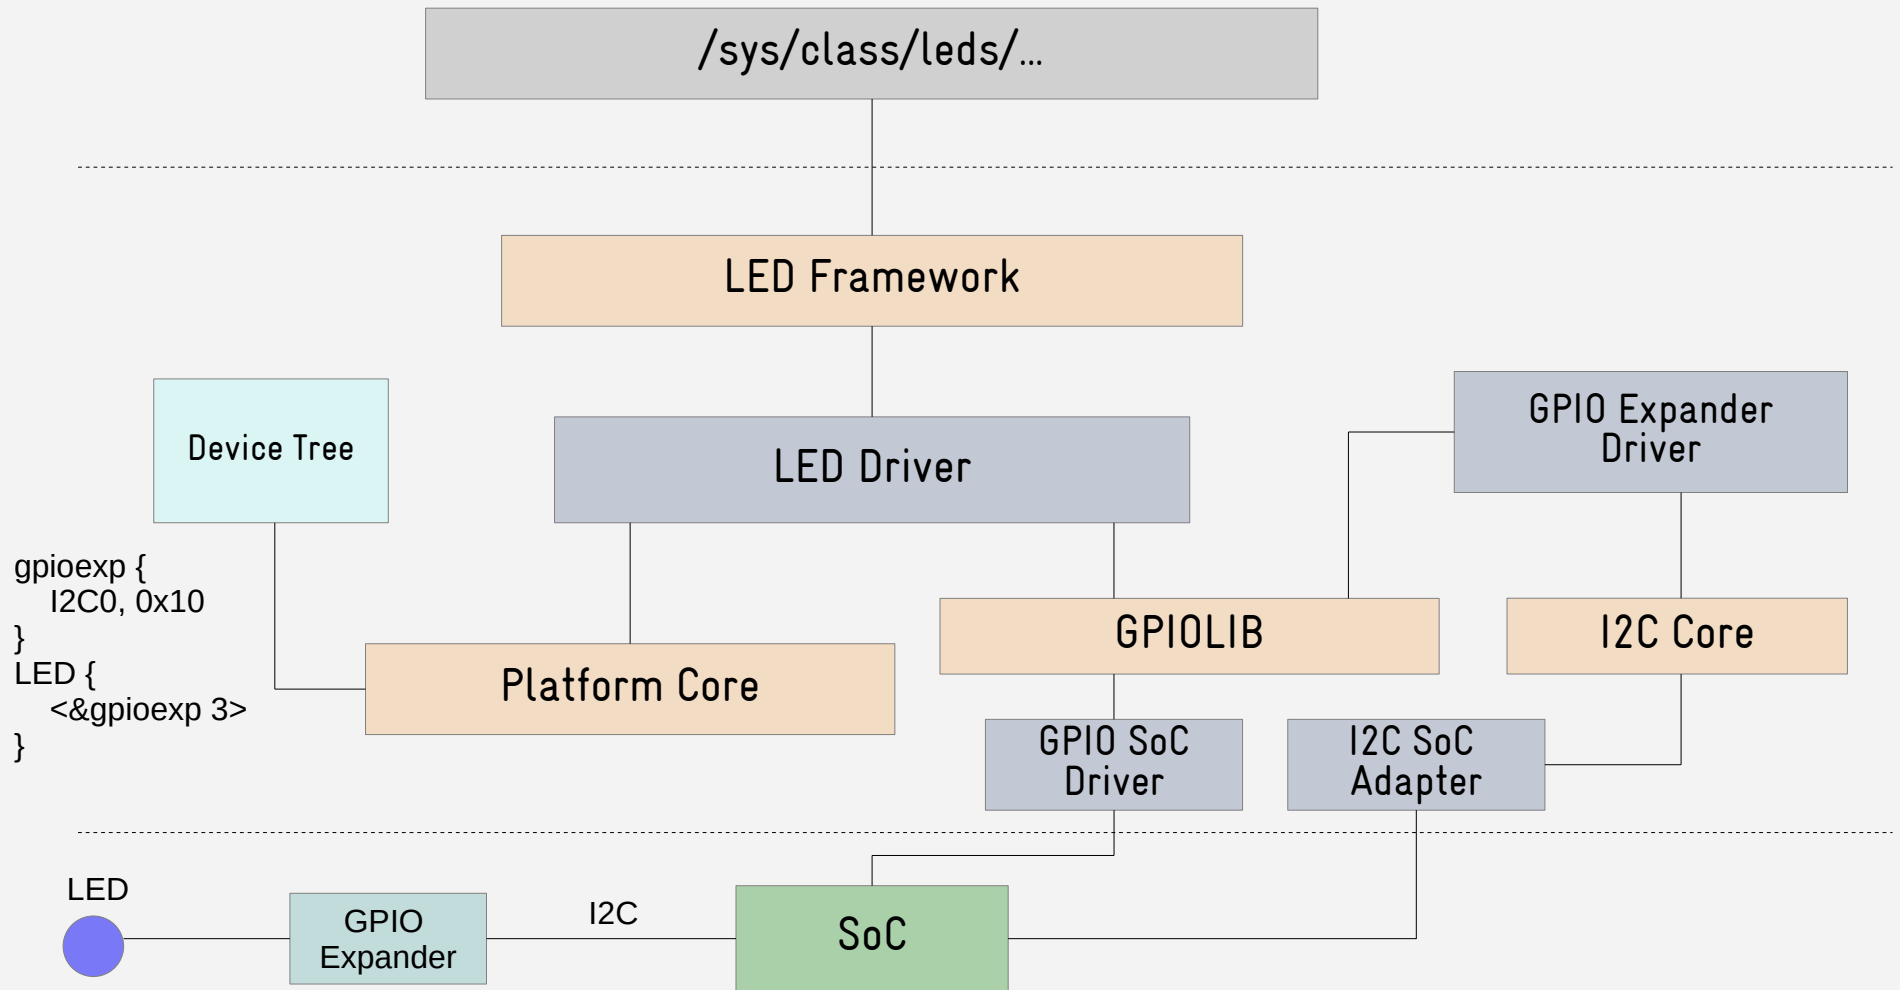 /sys/class/leds/...
LED Framework
Device Tree
LED Driver
GPIO Expander
Driver
gpioexp {
I2C0, 0x10
}
LED {
<&gpioexp 3>
}
Platform Core
GPIOLIB
I2C Core
GPIO SoC
Driver
I2C SoC
Adapter
LED
GPIO
Expander
I2C
SoC